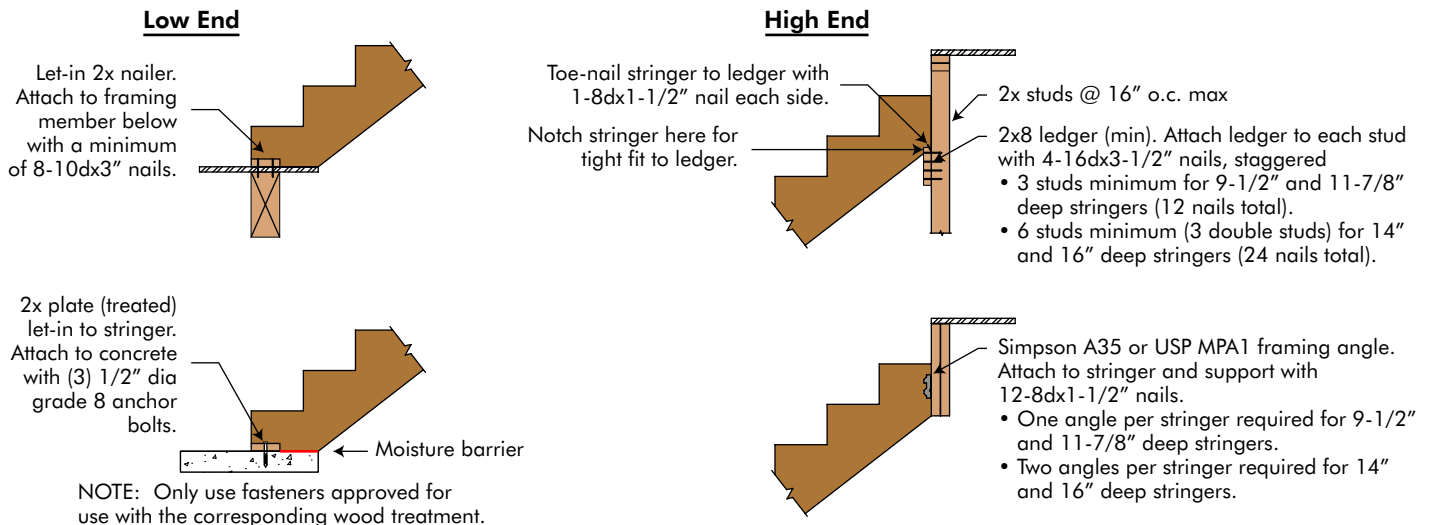 Low End
Let-in 2x nailer.
Attach to framing
member below
with a minimum
of 8-10dx3” nails.
2x plate (treated)
let-in to stringer.
Attach to concrete
with (3) 1/2” dia
grade 8 anchor
bolts.
Moisture barrier
NOTE: Only use fasteners approved for
use with the corresponding wood treatment.
High End
Toe-nail stringer to ledger with
1-8dx1-1/2” nail each side.
Notch stringer here for
tight fit to ledger.
2x studs @ 16” o.c. max
2x8 ledger (min). Attach ledger to each stud
with 4-16dx3-1/2” nails, staggered
• 3 studs minimum for 9-1/2” and 11-7/8”
deep stringers (12 nails total).
• 6 studs minimum (3 double studs) for 14”
and 16” deep stringers (24 nails total).
Simpson A35 or USP MPA1 framing angle.
Attach to stringer and support with
12-8dx1-1/2” nails.
• One angle per stringer required for 9-1/2”
and 11-7/8” deep stringers.
• Two angles per stringer required for 14”
and 16” deep stringers.